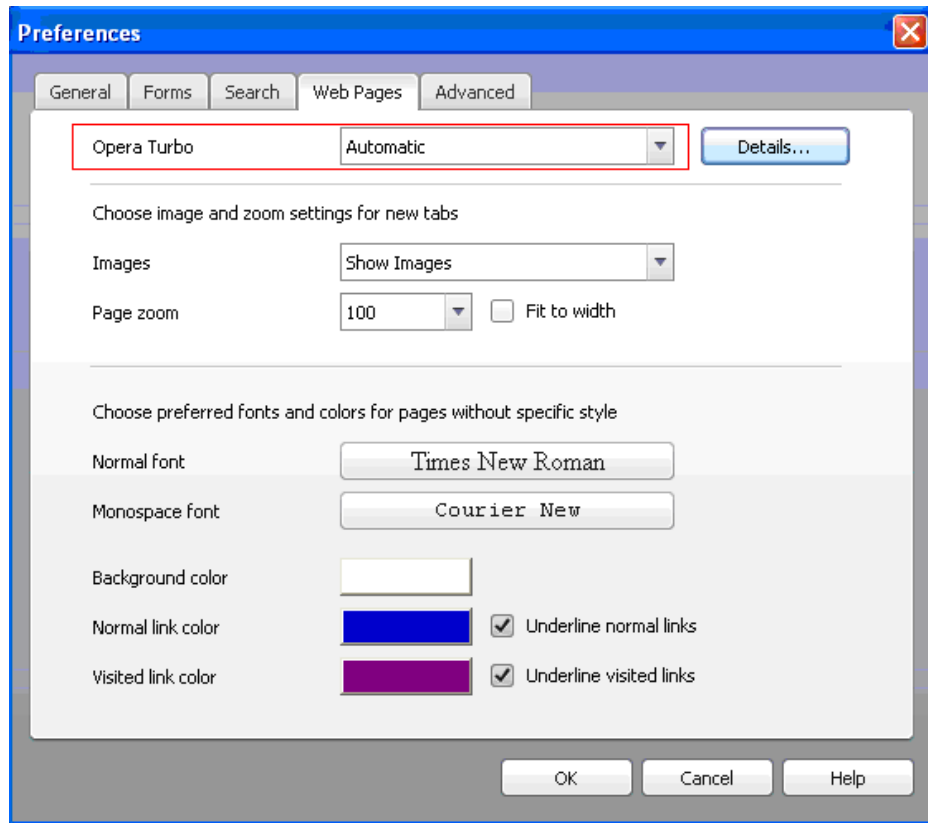 Preferences
General Forms Search Web Pages Advanced
Opera Turbo Automatic Details...
Choose image and zoom settings for new tabs
Images Show Images
Page zoom 100 Fit to width
Choose preferred fonts and colors for pages without specific style
Normal font Times New Roman
Monospace font Courier New
Background color
Normal link color Underline normal links
Visited link color Underline visited links
OK Cancel Help